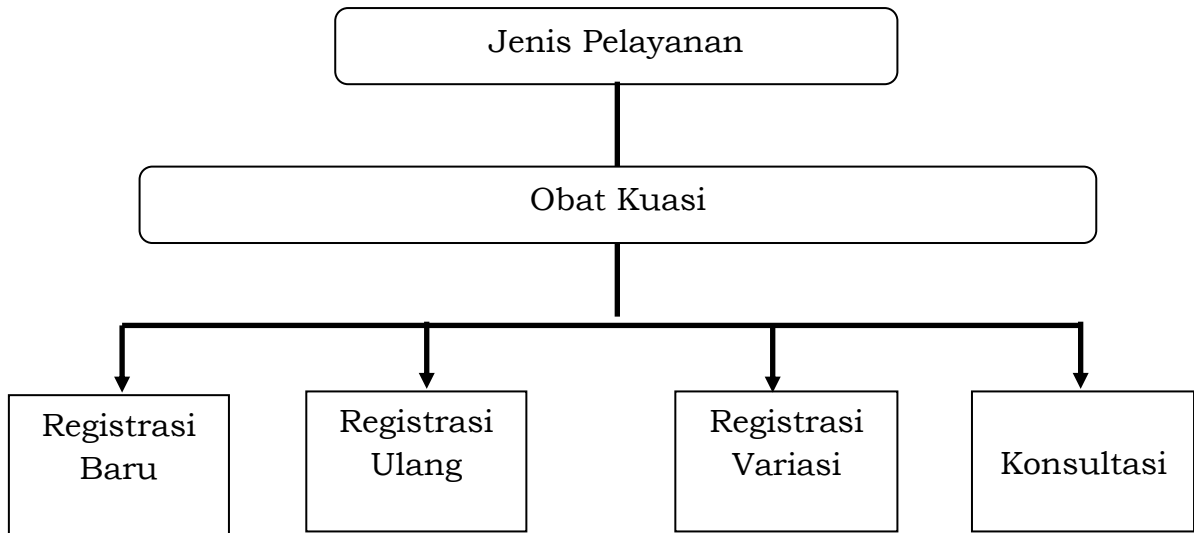 Jenis Pelayanan
Obat Kuasi
Registrasi
Baru
Registrasi
Ulang
Registrasi
Variasi
Konsultasi